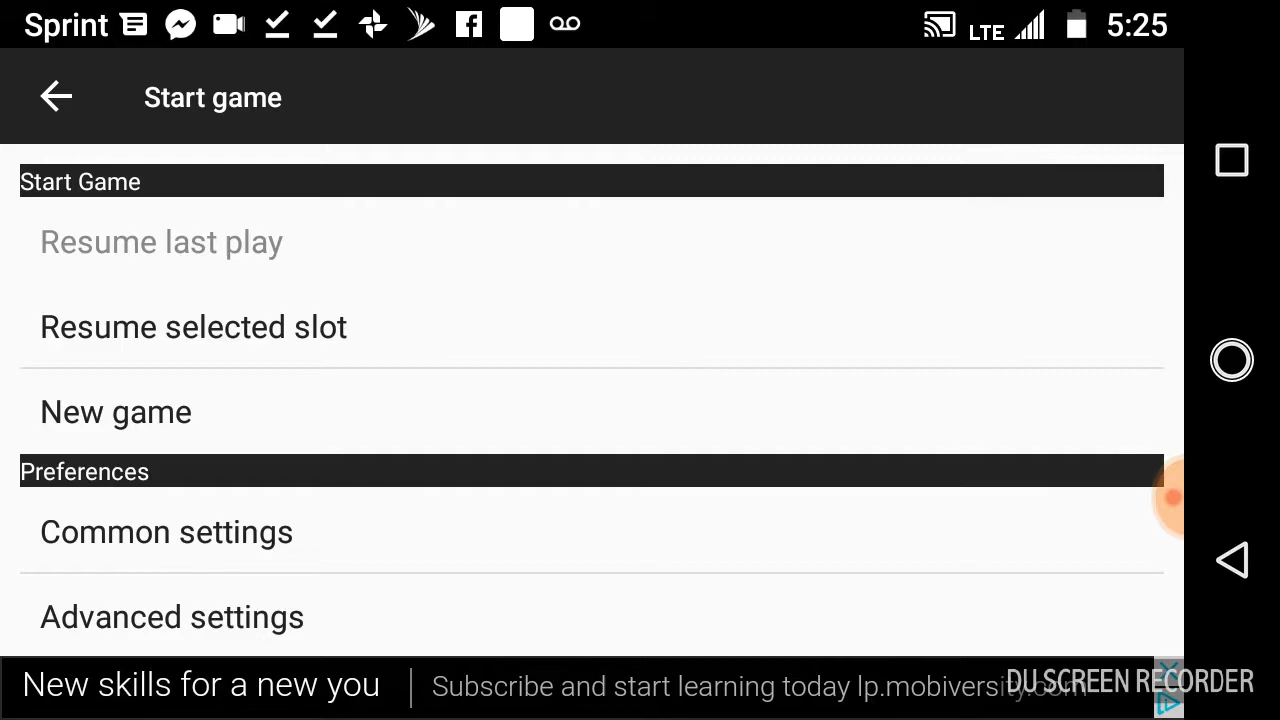 Sprint LTE 5:25
Start game
Start Game
Resume last play
Resume selected slot
New game
Preferences
Common settings
Advanced settings
New skills for a new you
Subscribe and start learning today lp.mobiversity.com
DU SCREEN RECORDER